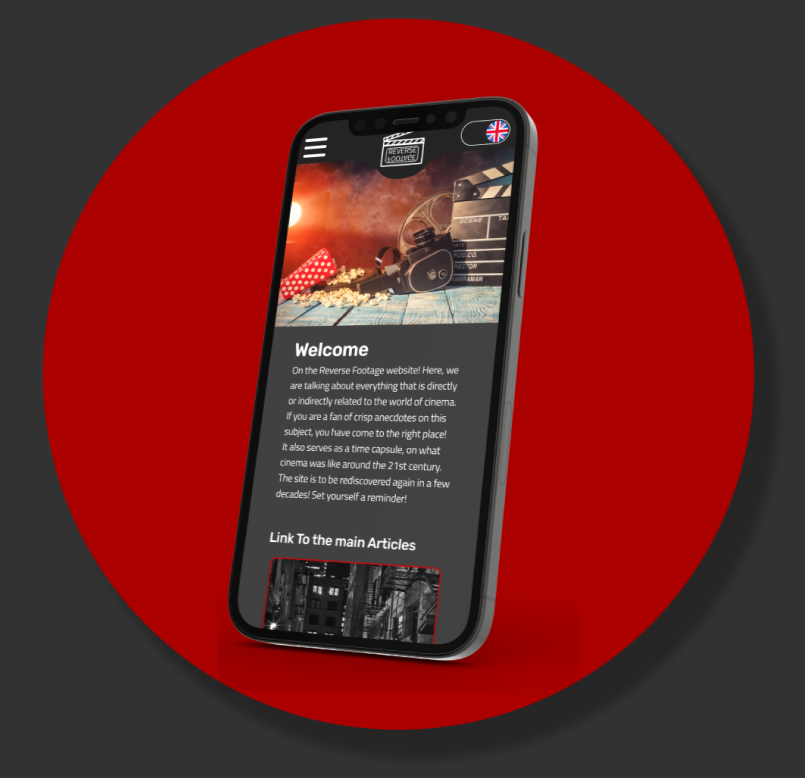 REVERSE
FOOTAGE
SCENE TA
ROD.CO.
RECTOR
MERAMAN
Welcome
On the Reverse Footage website! Here, we
are talking about everything that is directly
or indirectly related to the world of cinema.
If you are a fan of crisp anecdotes on this
subject, you have come to the right place!
It also serves as a time capsule, on what
cinema was like around the 21st century.
The site is to be rediscovered again in a few
decades! Set yourself a reminder!
Link To the main Articles